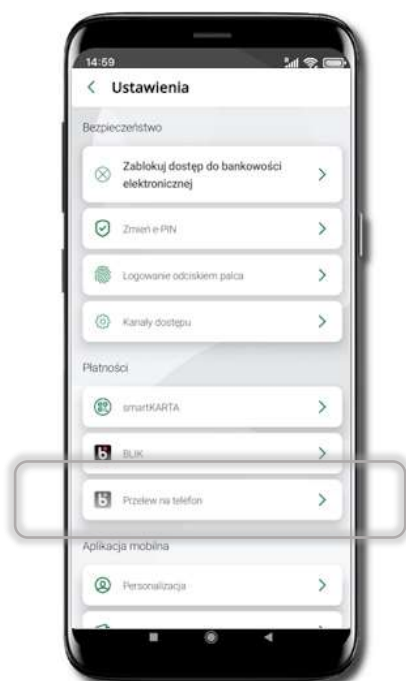 14:59
Ustawienia
Bezpieczeństwo
Zablokuj dostęp do bankowości
elektronicznej
Zmień e-PIN
Logowanie odciskiem palca
Kanały dostępu
Płatności
smartKARTA
BLIK
Przelew na telefon
Aplikacja mobilna
Personalizacja